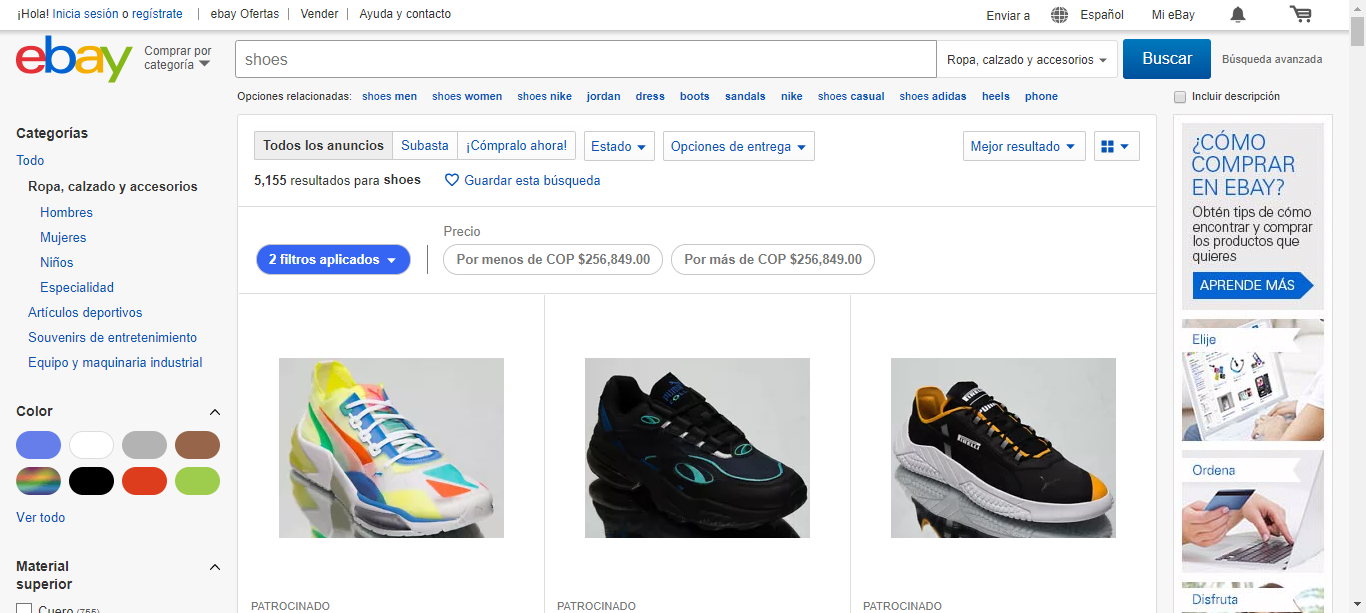 ¡Hola! Inicia sesión o regístrate
ebay Ofertas
Vender
Ayuda y contacto
Enviar a
Español
Mi eBay
ebay
Comprar por
categoría
shoes
Ropa, calzado y accesorios
Buscar
Búsqueda avanzada
Opciones relacionadas: shoes men shoes women shoes nike jordan dress boots sandals nike shoes casual shoes adidas heels phone
Incluir descripción
Categorías
Todo
Ropa, calzado y accesorios
Hombres
Mujeres
Niños
Especialidad
Artículos deportivos
Souvenirs de entretenimiento
Equipo y maquinaria industrial
Color
Ver todo
Material
superior
Cuero (755)
Todos los anuncios
Subasta
¡Cómpralo ahora!
Estado
Opciones de entrega
Mejor resultado
5,155 resultados para shoes
Guardar esta búsqueda
Precio
2 filtros aplicados
Por menos de COP $256,849.00
Por más de COP $256,849.00
PIRELLI
PATROCINADO
PATROCINADO
PATROCINADO
¿CÓMO
COMPRAR
EN EBAY?
Obtén tips de cómo
encontrar y comprar
los productos que
quieres
APRENDE MÁS
Elije
Ordena
Disfruta